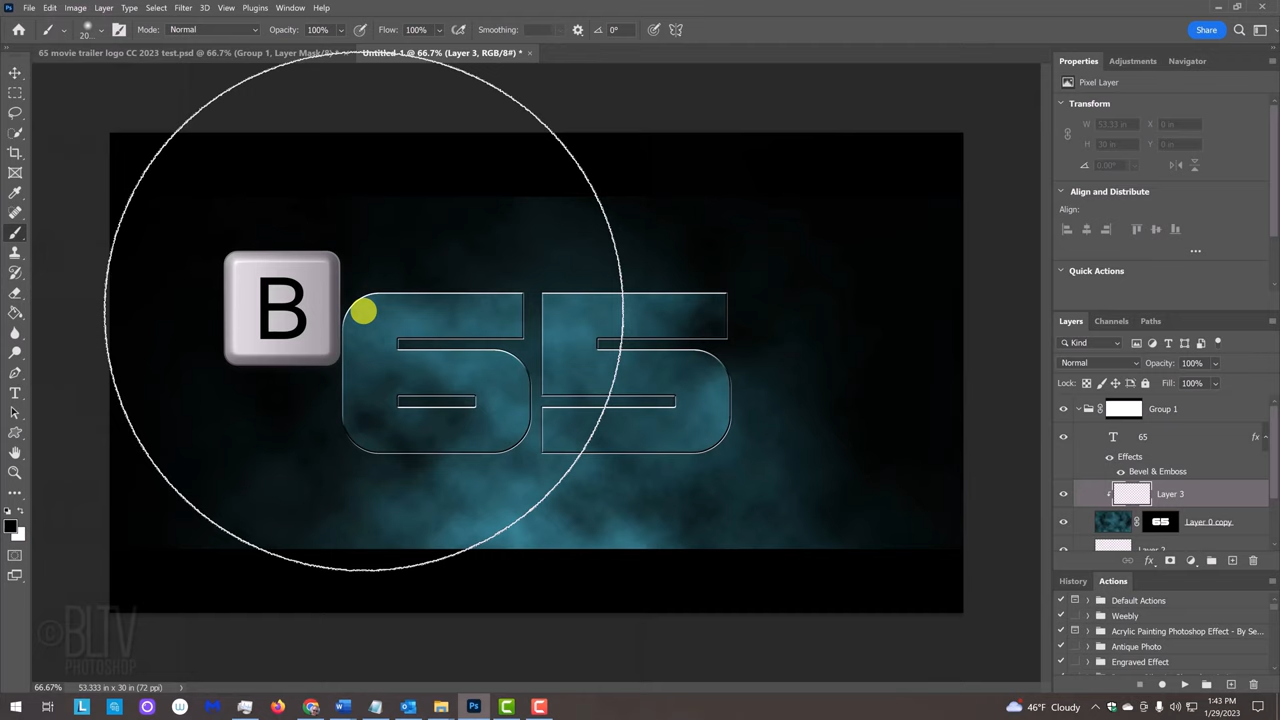 File Edit Image Layer Type Select Filter 3D View Plugins Window Help
20... Mode: Normal Opacity: 100% Flow: 100% Smoothing: 0° Share
65 movie trailer logo CC 2023 test.psd @ 66.7% (Group 1, Layer Mask/8) * × Untitled-1 @ 66.7% (Layer 3, RGB/8#) * ×
Properties Adjustments Navigator
Pixel Layer
Transform
W 53.33 in X 0 in
H 30 in Y 0 in
0.00°
Align and Distribute
Align:
Quick Actions
B
65
Layers Channels Paths
Kind
Normal Opacity: 100%
Lock: Fill: 100%
Group 1
T 65 fx
Effects
Bevel & Emboss
Layer 3
65 Layer 0 copy
Layer 2
fx
History Actions
Default Actions
Weebly
Acrylic Painting Photoshop Effect - By Se...
Antique Photo
Engraved Effect
©BLTV
PHOTOSHOP
66.67% 53.333 in x 30 in (72 ppi)
46°F Cloudy
1:43 PM
1/29/2023